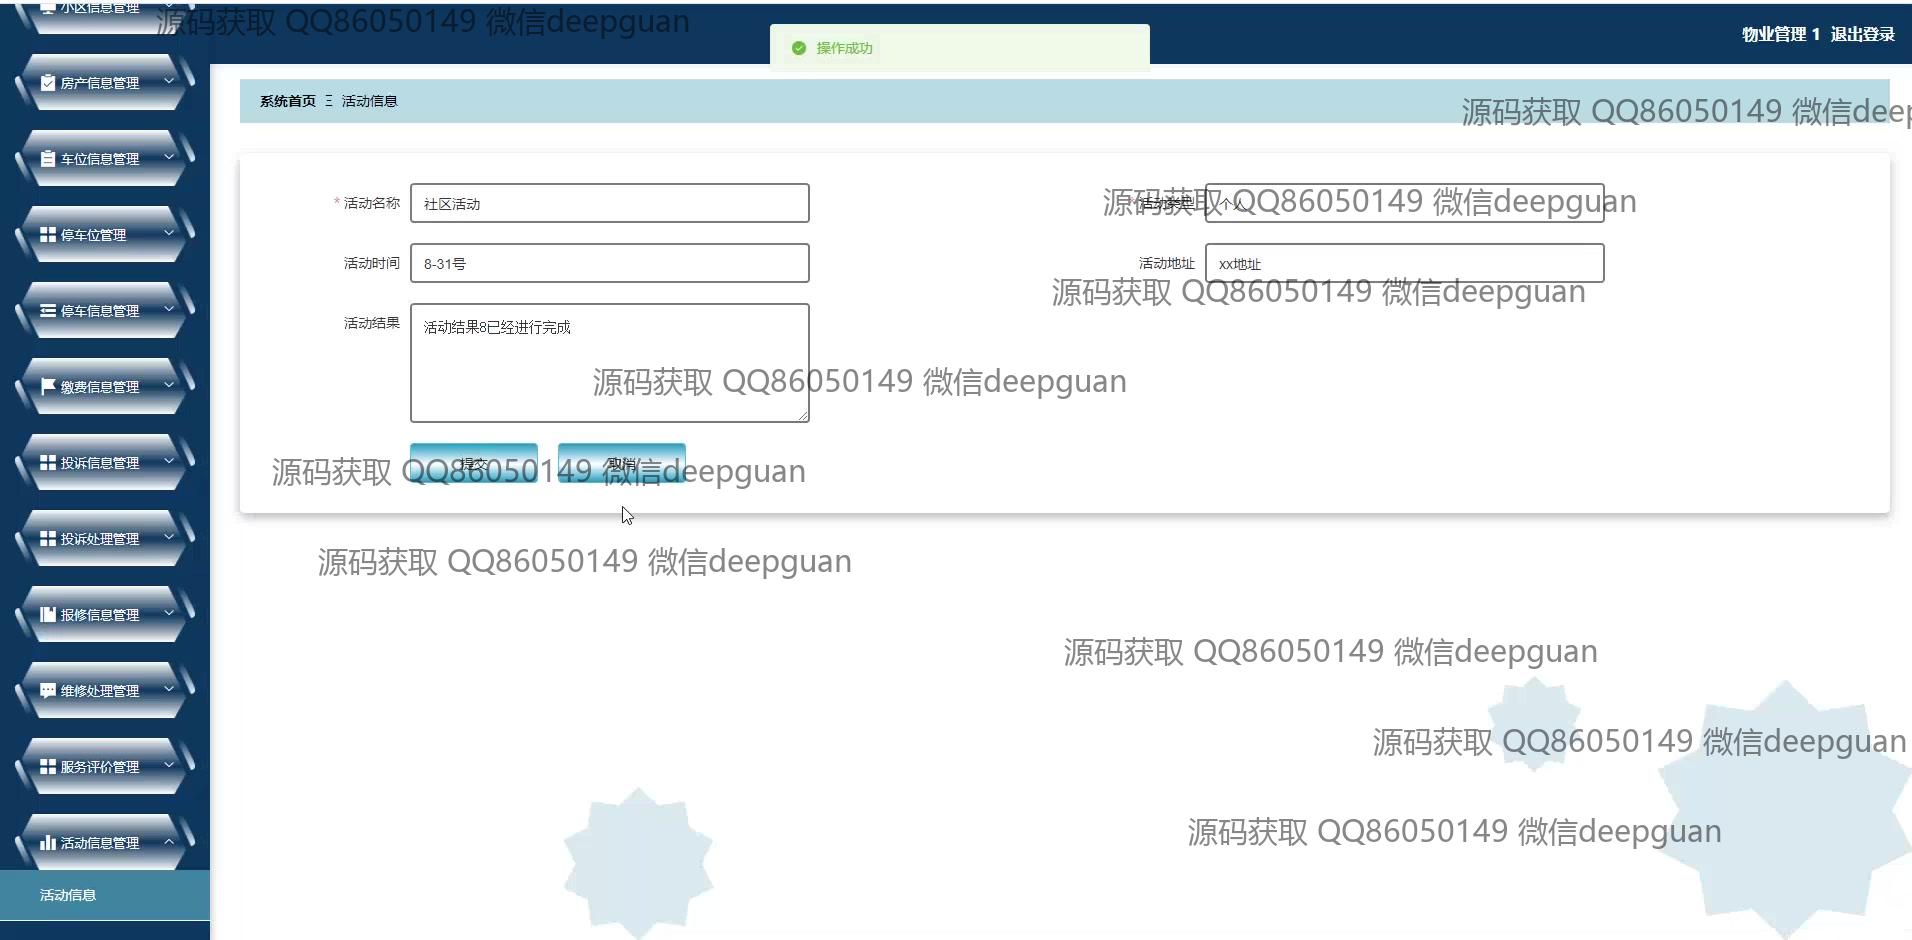 小区信息管理
源码获取 QQ86050149 微信deepguan
操作成功
物业管理 1 退出登录
房产信息管理
系统首页 Ξ 活动信息
源码获取 QQ86050149 微信deep
车位信息管理
* 活动名称 社区活动
* 活动类型 个人
源码获取 QQ86050149 微信deepguan
停车位管理
活动时间 8-31号
活动地址 xx地址
源码获取 QQ86050149 微信deepguan
停车信息管理
活动结果 活动结果8已经进行完成
缴费信息管理
源码获取 QQ86050149 微信deepguan
投诉信息管理
提交 取消
源码获取 QQ86050149 微信deepguan
投诉处理管理
源码获取 QQ86050149 微信deepguan
报修信息管理
源码获取 QQ86050149 微信deepguan
维修处理管理
源码获取 QQ86050149 微信deepguan
服务评价管理
源码获取 QQ86050149 微信deepguan
活动信息管理
活动信息